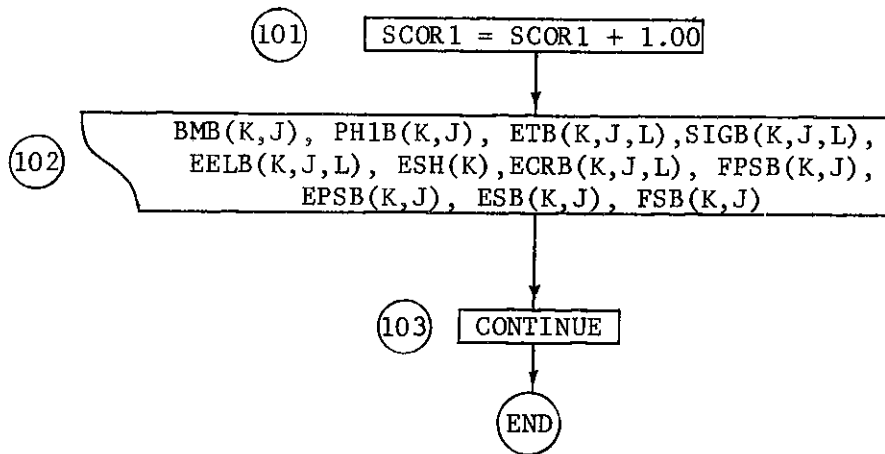 101 SCOR1 = SCOR1 + 1.00
BMB(K,J), PH1B(K,J), ETB(K,J,L),SIGB(K,J,L),
102 EELB(K,J,L), ESH(K),ECRB(K,J,L), FPSB(K,J),
EPSB(K,J), ESB(K,J), FSB(K,J)
103 CONTINUE
END